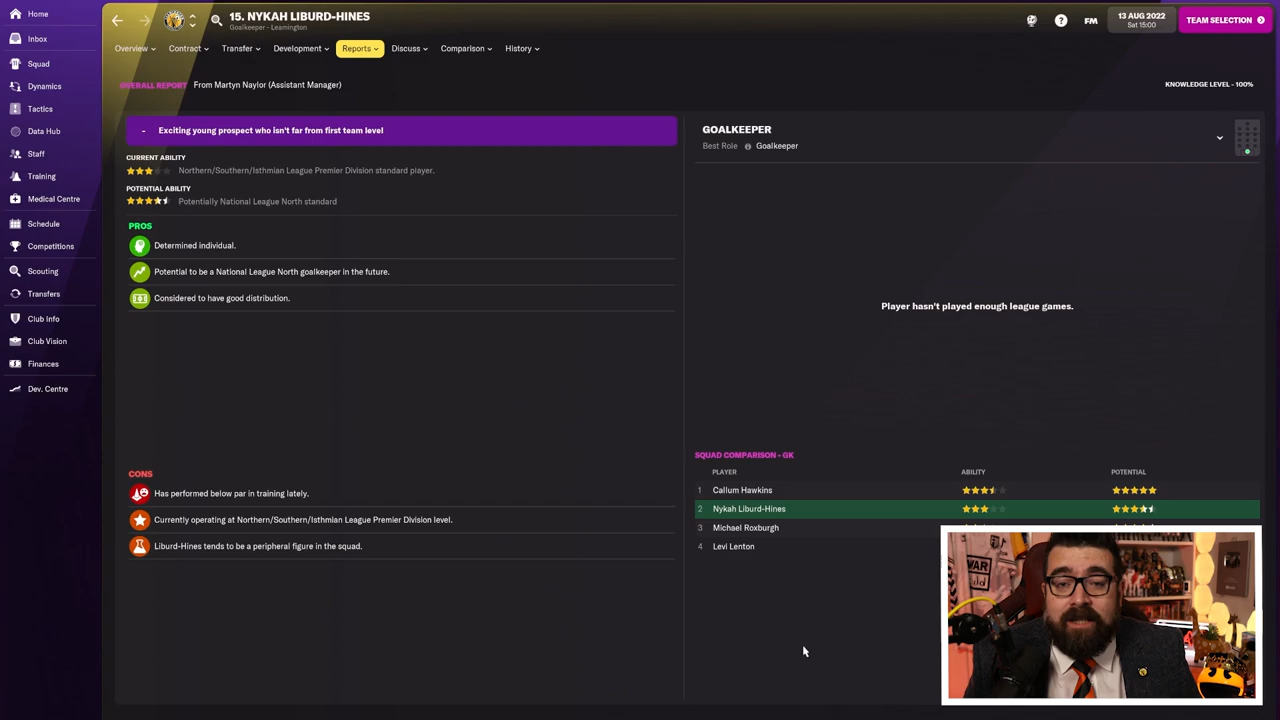 Home
Inbox
Squad
Dynamics
Tactics
Data Hub
Staff
Training
Medical Centre
Schedule
Competitions
Scouting
Transfers
Club Info
Club Vision
Finances
Dev. Centre
15. NYKAH LIBURD-HINES
Goalkeeper - Leamington
FM
13 AUG 2022
Sat 15:00
TEAM SELECTION
Overview
Contract
Transfer
Development
Reports
Discuss
Comparison
History
OVERALL REPORT From Martyn Naylor (Assistant Manager)
KNOWLEDGE LEVEL - 100%
- Exciting young prospect who isn't far from first team level!
CURRENT ABILITY
Northern/Southern/Isthmian League Premier Division standard player.
POTENTIAL ABILITY
Potentially National League North standard
PROS
Determined individual.
Potential to be a National League North goalkeeper in the future.
Considered to have good distribution.
CONS
Has performed below par in training lately.
Currently operating at Northern/Southern/Isthmian League Premier Division level.
Liburd-Hines tends to be a peripheral figure in the squad.
GOALKEEPER
Best Role Goalkeeper
Player hasn't played enough league games.
SQUAD COMPARISON - GK
PLAYER ABILITY POTENTIAL
1 Callum Hawkins
2 Nykah Liburd-Hines
3 Michael Roxburgh
4 Levi Lenton
WAR